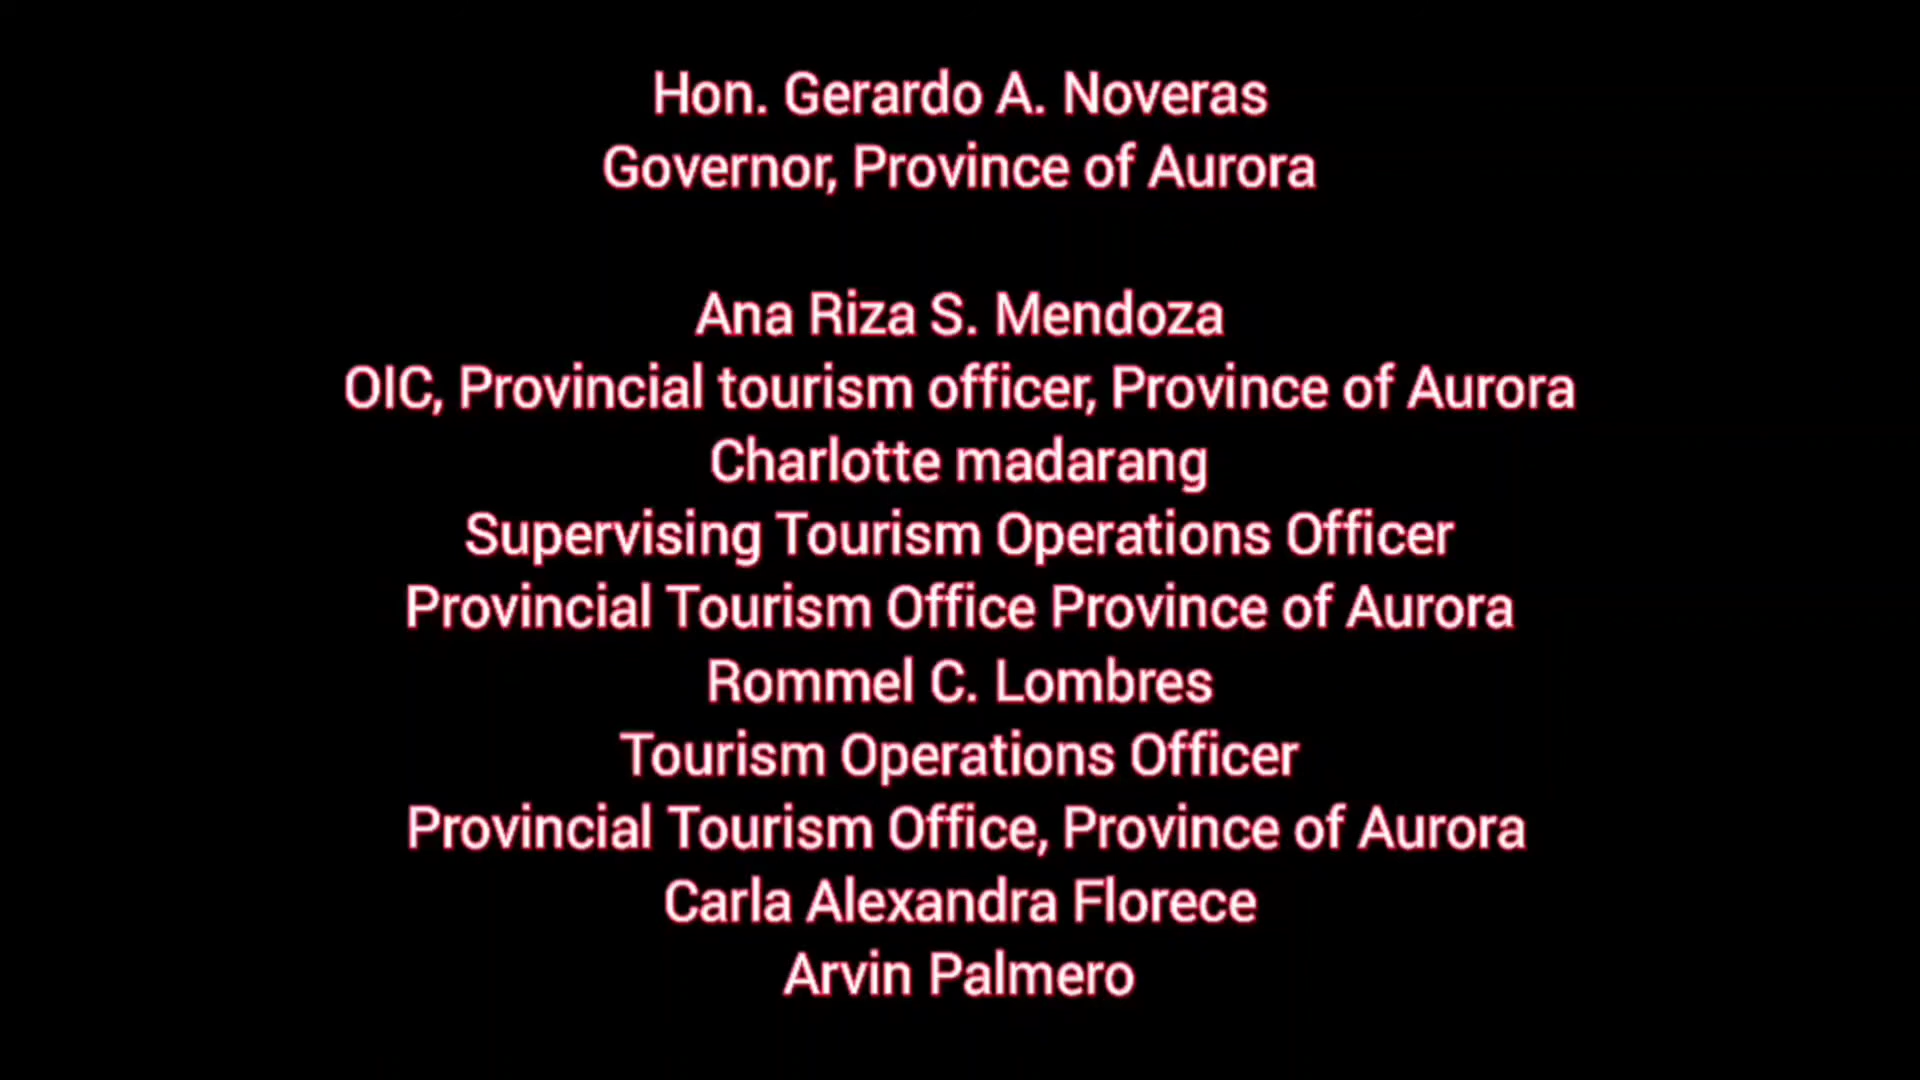 Hon. Gerardo A. Noveras
Governor, Province of Aurora
Ana Riza S. Mendoza
OIC, Provincial tourism officer, Province of Aurora
Charlotte madarang
Supervising Tourism Operations Officer
Provincial Tourism Office Province of Aurora
Rommel C. Lombres
Tourism Operations Officer
Provincial Tourism Office, Province of Aurora
Carla Alexandra Florece
Arvin Palmero